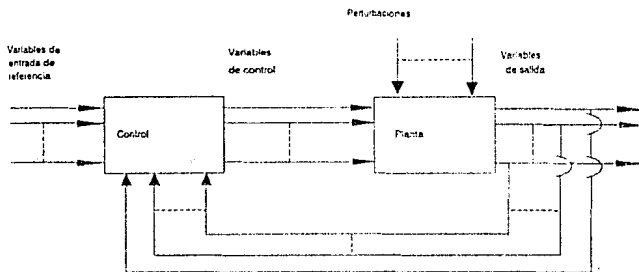 Perturbaciones
Variables de
entrada de
referencia
Variables
de control
Variables
de salida
Control
Planta